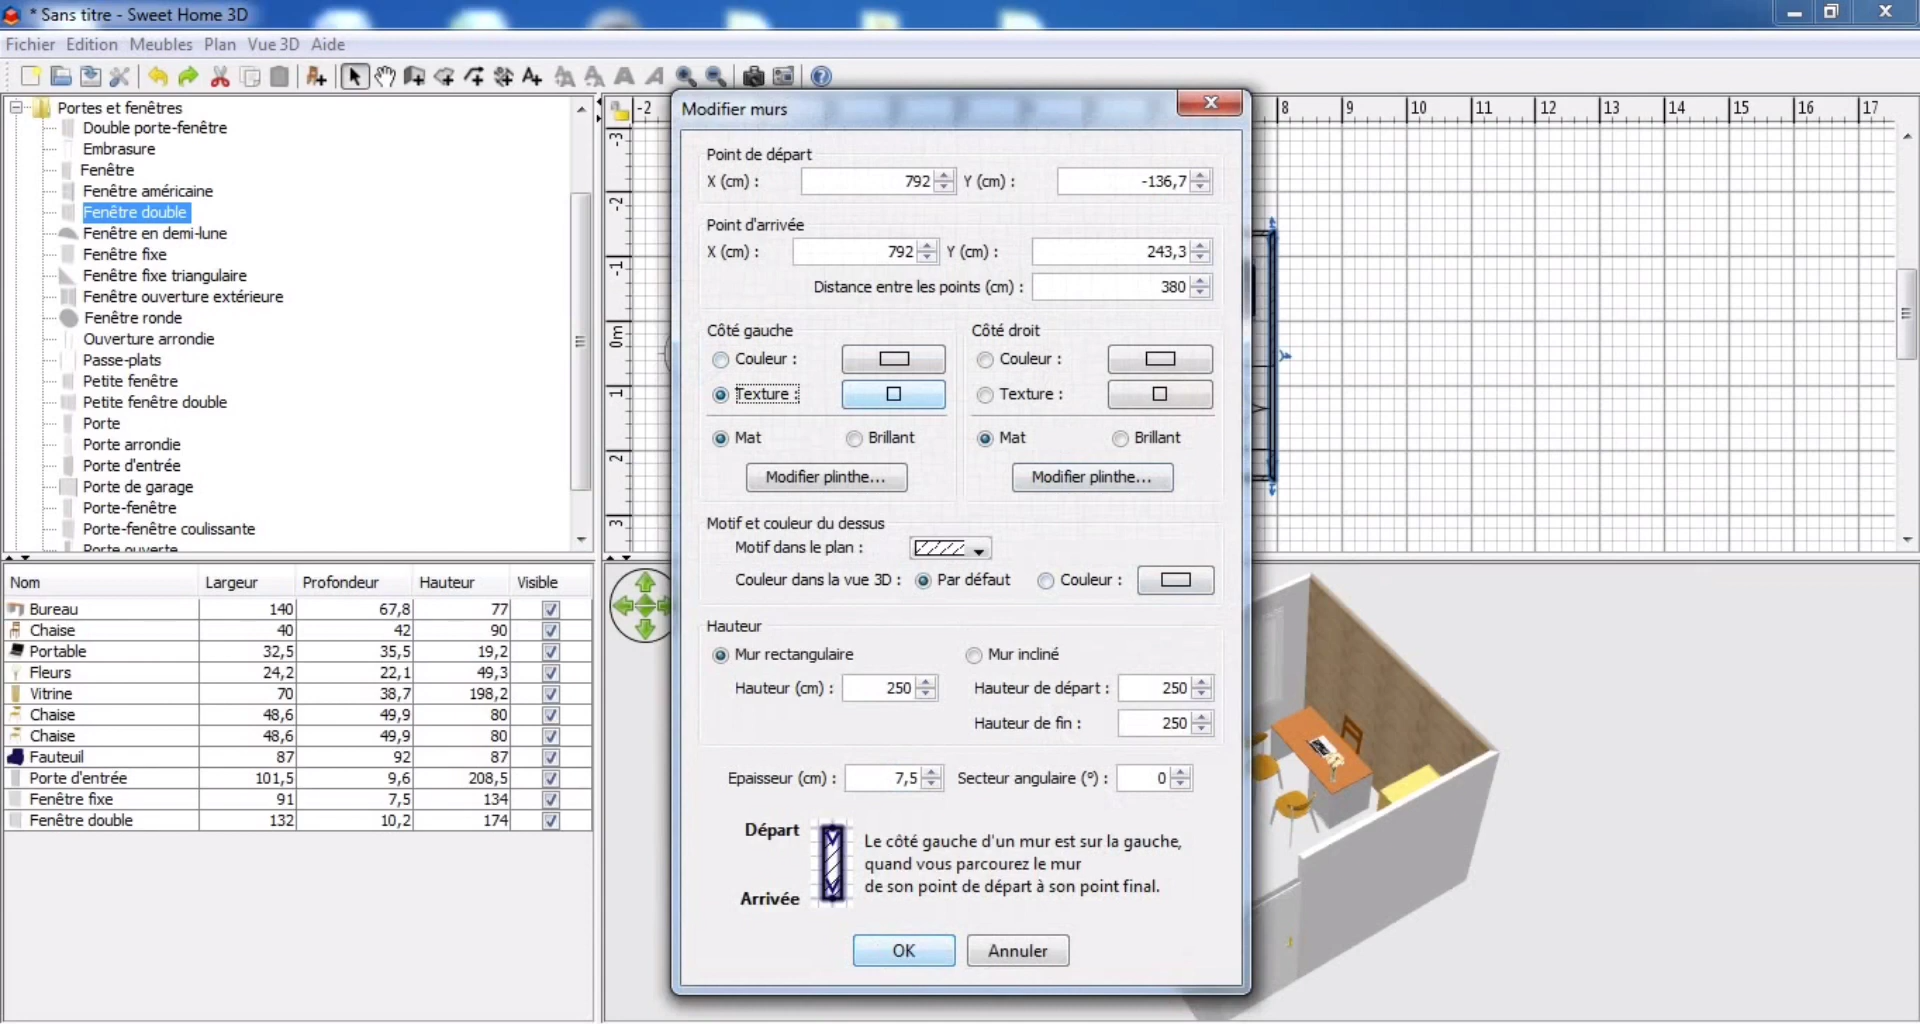 * Sans titre - Sweet Home 3D
Fichier Edition Meubles Plan Vue 3D Aide
Portes et fenêtres
Double porte-fenêtre
Embrasure
Fenêtre
Fenêtre américaine
Fenêtre double
Fenêtre en demi-lune
Fenêtre fixe
Fenêtre fixe triangulaire
Fenêtre ouverture extérieure
Fenêtre ronde
Ouverture arrondie
Passe-plats
Petite fenêtre
Petite fenêtre double
Porte
Porte arrondie
Porte d'entrée
Porte de garage
Porte-fenêtre
Porte-fenêtre coulissante
Porte ouverte
Nom Largeur Profondeur Hauteur Visible
Bureau 140 67,8 77
Chaise 40 42 90
Portable 32,5 35,5 19,2
Fleurs 24,2 22,1 49,3
Vitrine 70 38,7 198,2
Chaise 48,6 49,9 80
Chaise 48,6 49,9 80
Fauteuil 87 92 87
Porte d'entrée 101,5 9,6 208,5
Fenêtre fixe 91 7,5 134
Fenêtre double 132 10,2 174
-2 8 9 10 11 12 13 14 15 16 17
-3
-2
-1
0m
1
2
3
Modifier murs
Point de départ
X (cm) : 792 Y (cm) : -136,7
Point d'arrivée
X (cm) : 792 Y (cm) : 243,3
Distance entre les points (cm) : 380
Côté gauche Côté droit
Couleur : Couleur :
Texture : Texture :
Mat Brillant Mat Brillant
Modifier plinthe... Modifier plinthe...
Motif et couleur du dessus
Motif dans le plan :
Couleur dans la vue 3D : Par défaut Couleur :
Hauteur
Mur rectangulaire Mur incliné
Hauteur (cm) : 250 Hauteur de départ : 250
Hauteur de fin : 250
Epaisseur (cm) : 7,5 Secteur angulaire (°) : 0
Départ
Arrivée
Le côté gauche d'un mur est sur la gauche,
quand vous parcourez le mur
de son point de départ à son point final.
OK Annuler